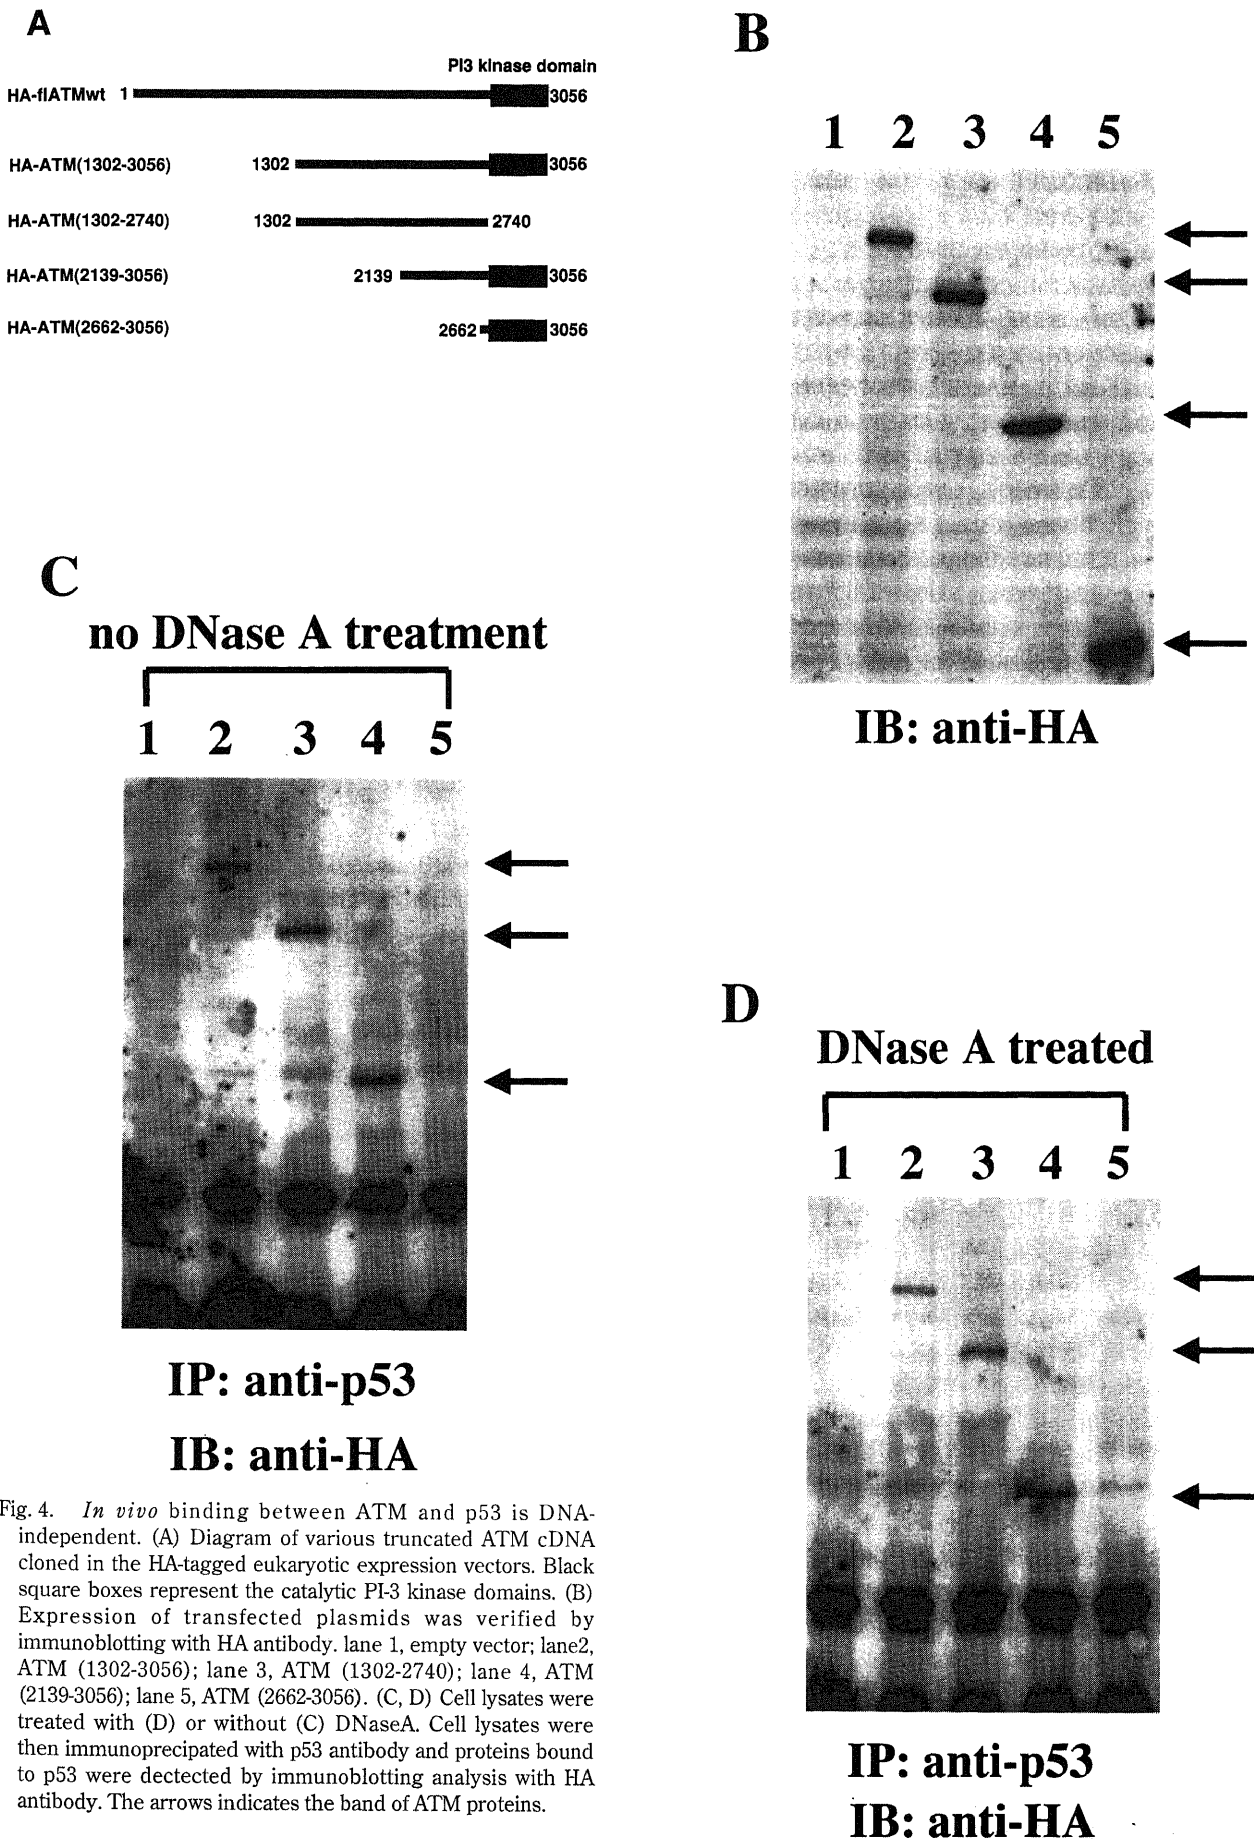 A
PI3 kinase domain
HA-flATMwt 1 3056
HA-ATM(1302-3056) 1302 3056
HA-ATM(1302-2740) 1302 2740
HA-ATM(2139-3056) 2139 3056
HA-ATM(2662-3056) 2662 3056
B
1 2 3 4 5
IB: anti-HA
C
no DNase A treatment
1 2 3 4 5
IP: anti-p53
IB: anti-HA
D
DNase A treated
1 2 3 4 5
IP: anti-p53
IB: anti-HA
Fig. 4. In vivo binding between ATM and p53 is DNA-
independent. (A) Diagram of various truncated ATM cDNA
cloned in the HA-tagged eukaryotic expression vectors. Black
square boxes represent the catalytic PI-3 kinase domains. (B)
Expression of transfected plasmids was verified by
immunoblotting with HA antibody. lane 1, empty vector; lane2,
ATM (1302-3056); lane 3, ATM (1302-2740); lane 4, ATM
(2139-3056); lane 5, ATM (2662-3056). (C, D) Cell lysates were
treated with (D) or without (C) DNaseA. Cell lysates were
then immunoprecipated with p53 antibody and proteins bound
to p53 were dectected by immunoblotting analysis with HA
antibody. The arrows indicates the band of ATM proteins.